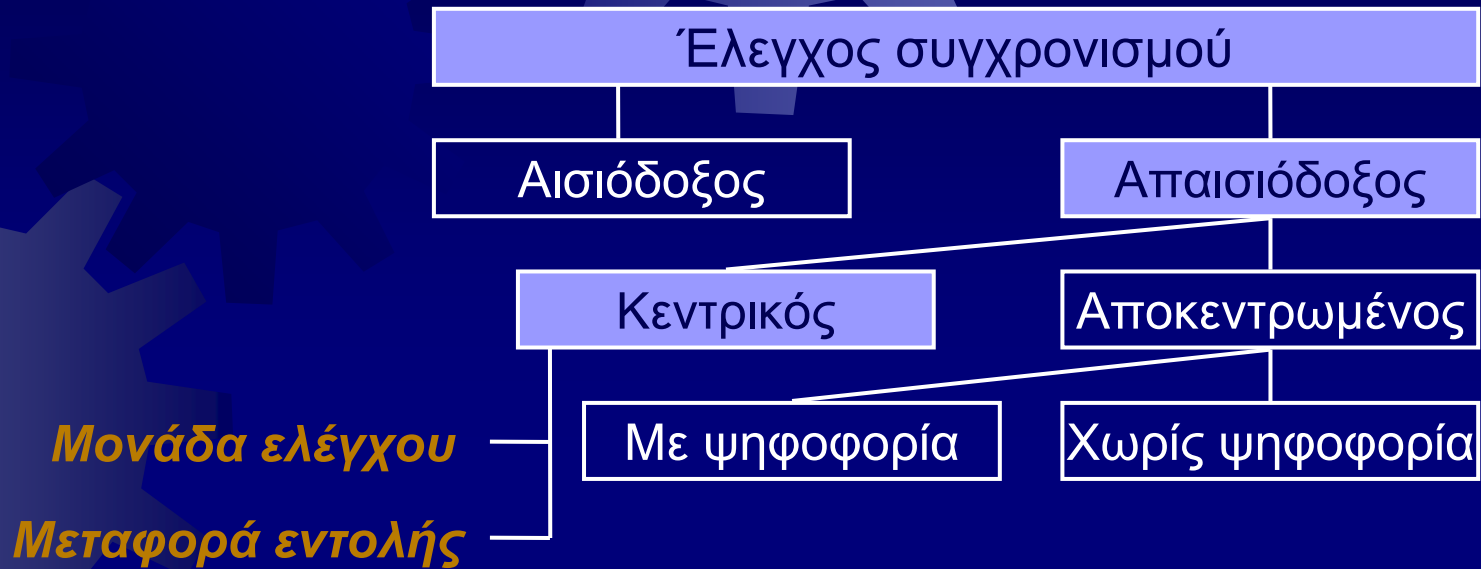 Έλεγχος συγχρονισμού
Αισιόδοξος
Απαισιόδοξος
Κεντρικός
Αποκεντρωμένος
Με ψηφοφορία
Χωρίς ψηφοφορία
Μονάδα ελέγχου
Μεταφορά εντολής